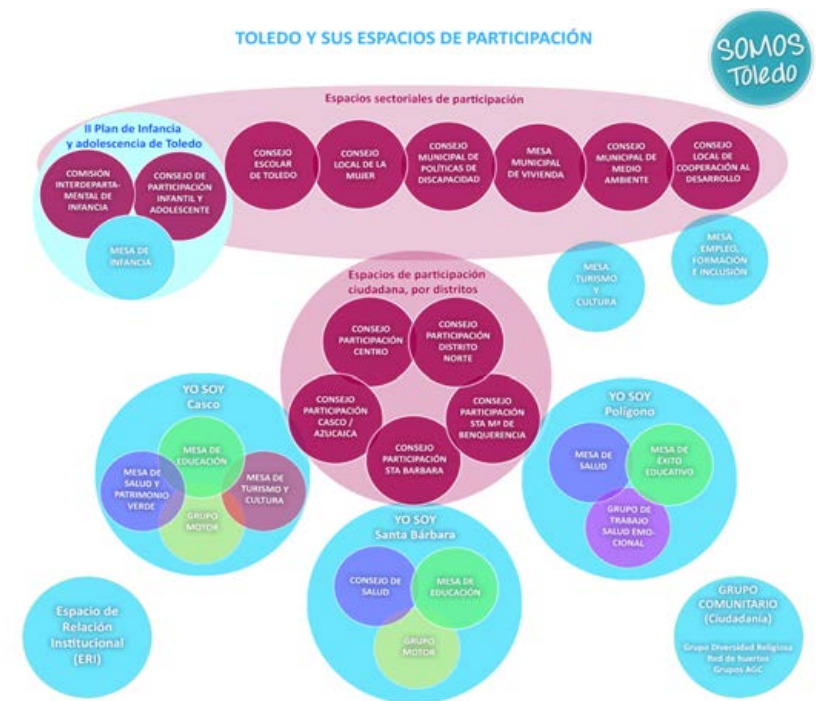 TOLEDO Y SUS ESPACIOS DE PARTICIPACIÓN
SOMOS
Toledo
Espacios sectoriales de participación
II Plan de Infancia
y adolescencia de Toledo
COMISIÓN
INTERDEPARTA-
MENTAL DE
INFANCIA
CONSEJO DE
PARTICIPACIÓN
INFANTIL Y
ADOLESCENTE
MESA DE
INFANCIA
CONSEJO
ESCOLAR
DE TOLEDO
CONSEJO
LOCAL DE LA
MUJER
CONSEJO
MUNICIPAL DE
POLÍTICAS DE
DISCAPACIDAD
MESA
MUNICIPAL
DE VIVIENDA
CONSEJO
MUNICIPAL DE
MEDIO
AMBIENTE
CONSEJO
LOCAL DE
COOPERACIÓN AL
DESARROLLO
MESA
TURISMO
Y
CULTURA
MESA
EMPLEO,
FORMACIÓN
E INCLUSIÓN
Espacios de participación
ciudadana, por distritos
CONSEJO
PARTICIPACIÓN
CENTRO
CONSEJO
PARTICIPACIÓN
DISTRITO
NORTE
CONSEJO
PARTICIPACIÓN
CASCO /
AZUCAICA
CONSEJO
PARTICIPACIÓN
STA BARBARA
CONSEJO
PARTICIPACIÓN
STA Mª DE
BENQUERENCIA
YO SOY
Casco
MESA DE
EDUCACIÓN
MESA DE
SALUD Y
PATRIMONIO
VERDE
MESA DE
TURISMO Y
CULTURA
GRUPO
MOTOR
YO SOY
Polígono
MESA DE
SALUD
MESA DE
ÉXITO
EDUCATIVO
GRUPO DE
TRABAJO
SALUD EMO-
CIONAL
YO SOY
Santa Bárbara
CONSEJO DE
SALUD
MESA DE
EDUCACIÓN
GRUPO
MOTOR
Espacio de
Relación
Institucional
(ERI)
GRUPO
COMUNITARIO
(Ciudadanía)
Grupo Diversidad Religiosa
Red de huertos
Grupos AGC